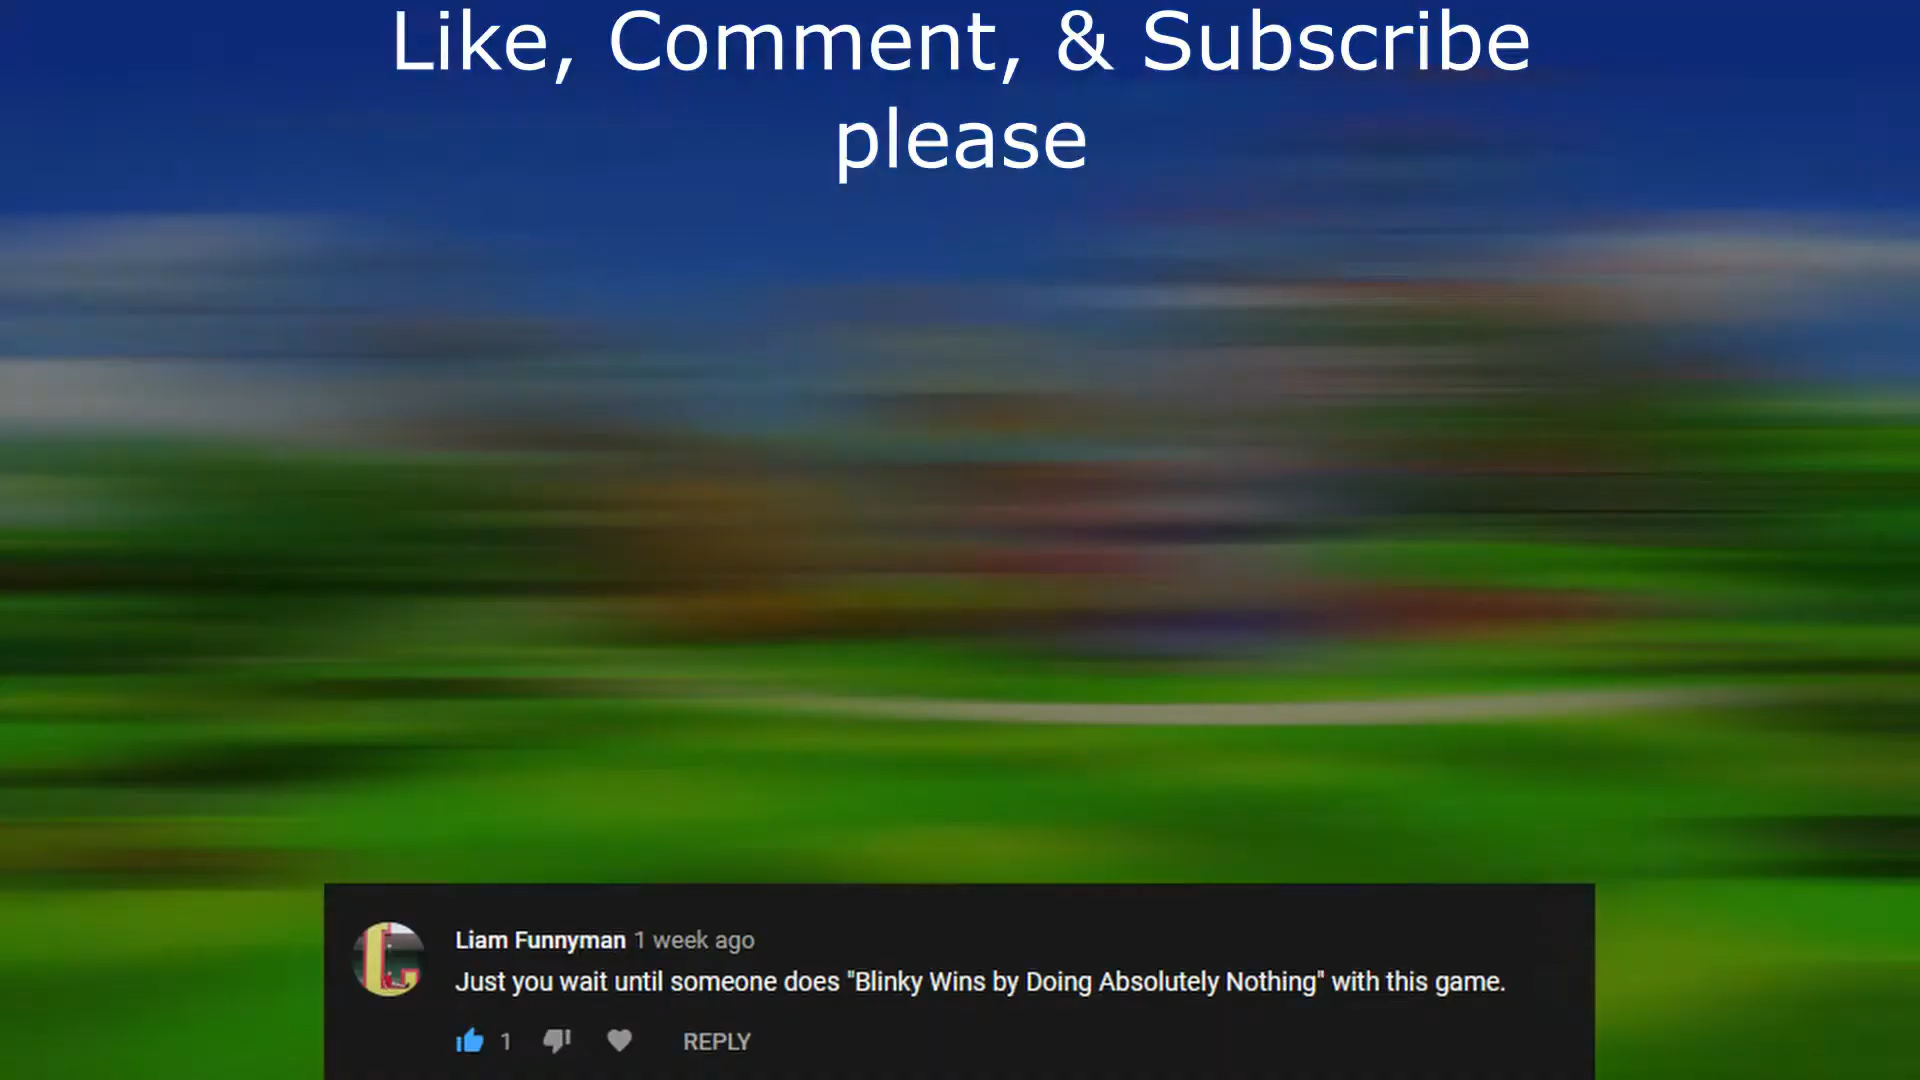 Like, Comment, & Subscribe
please
Liam Funnyman 1 week ago
Just you wait until someone does "Blinky Wins by Doing Absolutely Nothing" with this game.
1 REPLY